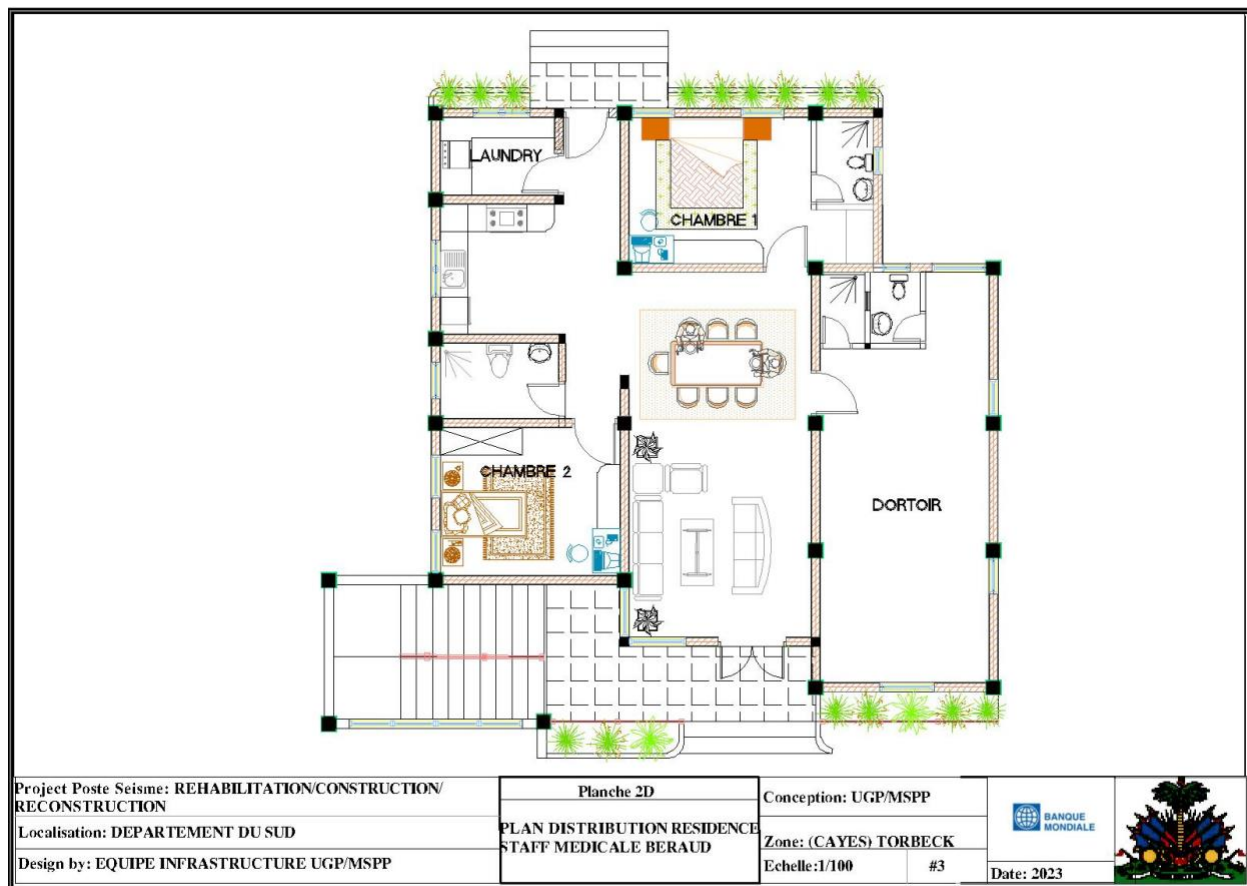 LAUNDRY
CHAMBRE 1
CHAMBRE 2
DORTOIR
Project Poste Seisme: REHABILITATION/CONSTRUCTION/
RECONSTRUCTION
Localisation: DEPARTEMENT DU SUD
Design by: EQUIPE INFRASTRUCTURE UGP/MSPP
Planche 2D
PLAN DISTRIBUTION RESIDENCE
STAFF MEDICALE BERAUD
Conception: UGP/MSPP
Zone: (CAYES) TORBECK
Echelle:1/100
#3
BANQUE
MONDIALE
Date: 2023